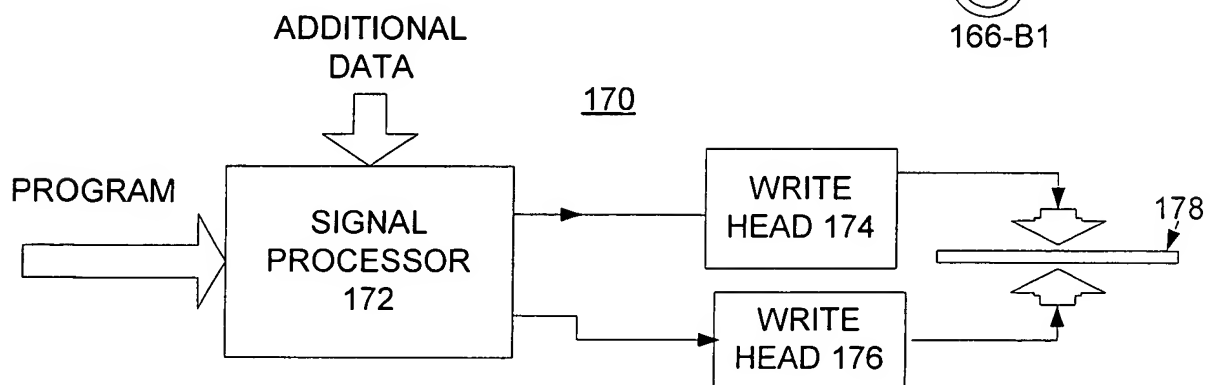 166-B1
ADDITIONAL
DATA
170
PROGRAM
SIGNAL
PROCESSOR
172
WRITE
HEAD 174
178
WRITE
HEAD 176